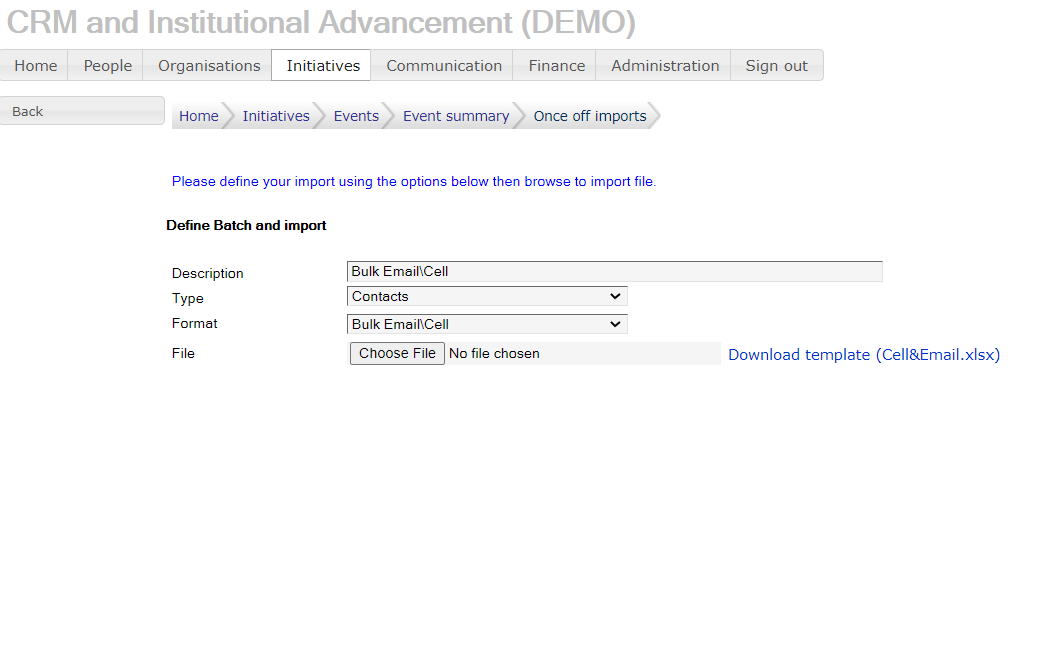 CRM and Institutional Advancement (DEMO)
Home People Organisations Initiatives Communication Finance Administration Sign out
Back
Home Initiatives Events Event summary Once off imports
Please define your import using the options below then browse to import file.
Define Batch and import
Description Bulk Email\Cell
Type Contacts
Format Bulk Email\Cell
File Choose File No file chosen Download template (Cell&Email.xlsx)